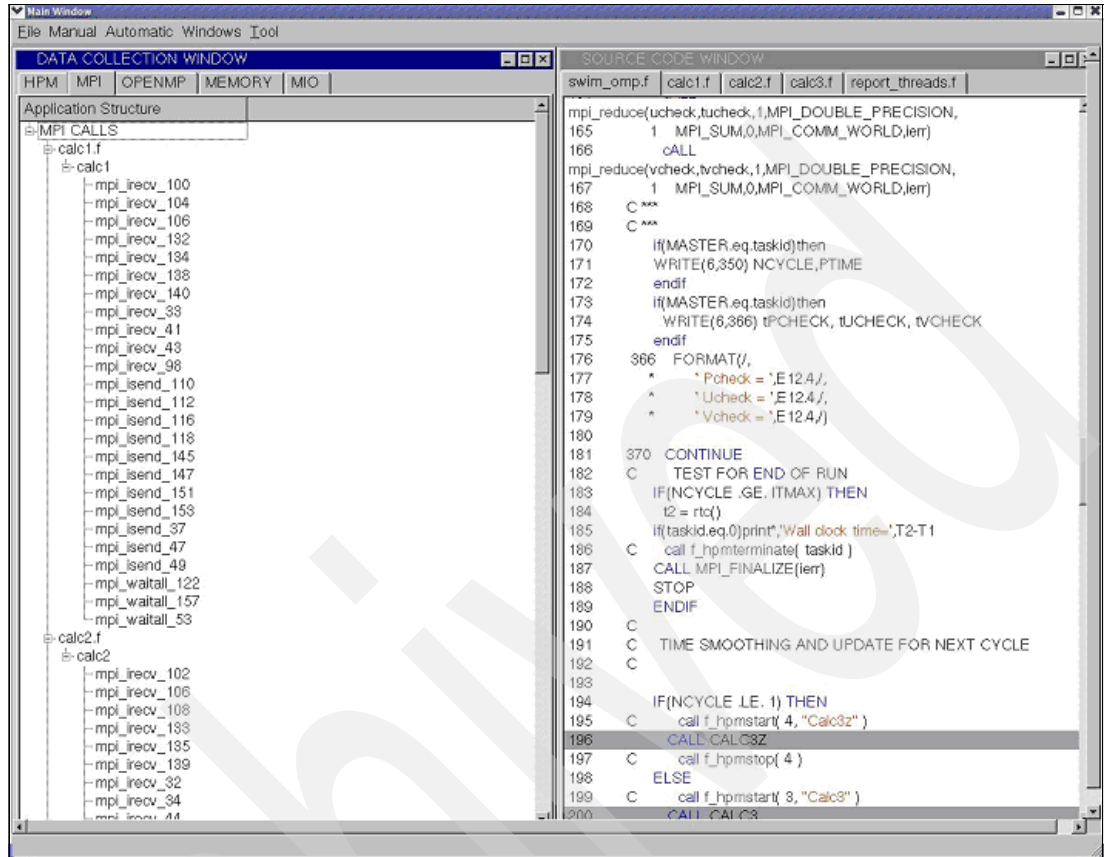 Main Window
File Manual Automatic Windows Tool
DATA COLLECTION WINDOW
HPM MPI OPENMP MEMORY MIO
Application Structure
MPI CALLS
calc1.f
calc1
mpi_irecv_100
mpi_irecv_104
mpi_irecv_106
mpi_irecv_132
mpi_irecv_134
mpi_irecv_138
mpi_irecv_140
mpi_irecv_33
mpi_irecv_41
mpi_irecv_43
mpi_irecv_98
mpi_isend_110
mpi_isend_112
mpi_isend_116
mpi_isend_118
mpi_isend_145
mpi_isend_147
mpi_isend_151
mpi_isend_153
mpi_isend_37
mpi_isend_47
mpi_isend_49
mpi_waitall_122
mpi_waitall_157
mpi_waitall_53
calc2.f
calc2
mpi_irecv_102
mpi_irecv_106
mpi_irecv_108
mpi_irecv_133
mpi_irecv_135
mpi_irecv_139
mpi_irecv_32
mpi_irecv_34
mpi_irecv_44
SOURCE CODE WINDOW
swim_omp.f calc1.f calc2.f calc3.f report_threads.f
mpi_reduce(ucheck,tucheck,1,MPI_DOUBLE_PRECISION,
165 1 MPI_SUM,0,MPI_COMM_WORLD,ierr)
166 cALL
mpi_reduce(vcheck,tvcheck,1,MPI_DOUBLE_PRECISION,
167 1 MPI_SUM,0,MPI_COMM_WORLD,ierr)
168 C ***
169 C ***
170 if(MASTER.eq.taskid)then
171 WRITE(6,350) NCYCLE,PTIME
172 endif
173 if(MASTER.eq.taskid)then
174 WRITE(6,366) tPCHECK, tUCHECK, tVCHECK
175 endif
176 366 FORMAT(/,
177 * ' Pcheck = ',E12.4,/,
178 * ' Ucheck = ',E12.4,/,
179 * ' Vcheck = ',E12.4,/)
180
181 370 CONTINUE
182 C TEST FOR END OF RUN
183 IF(NCYCLE .GE. ITMAX) THEN
184 t2 = rtc()
185 if(taskid.eq.0)print*,'Wall clock time=',T2-T1
186 C call f_hpmterminate( taskid )
187 CALL MPI_FINALIZE(ierr)
188 STOP
189 ENDIF
190 C
191 C TIME SMOOTHING AND UPDATE FOR NEXT CYCLE
192 C
193
194 IF(NCYCLE .LE. 1) THEN
195 C call f_hpmstart( 4, "Calc3z" )
196 CALL CALC3Z
197 C call f_hpmstop( 4 )
198 ELSE
199 C call f_hpmstart( 3, "Calc3" )
200 CALL CALC3